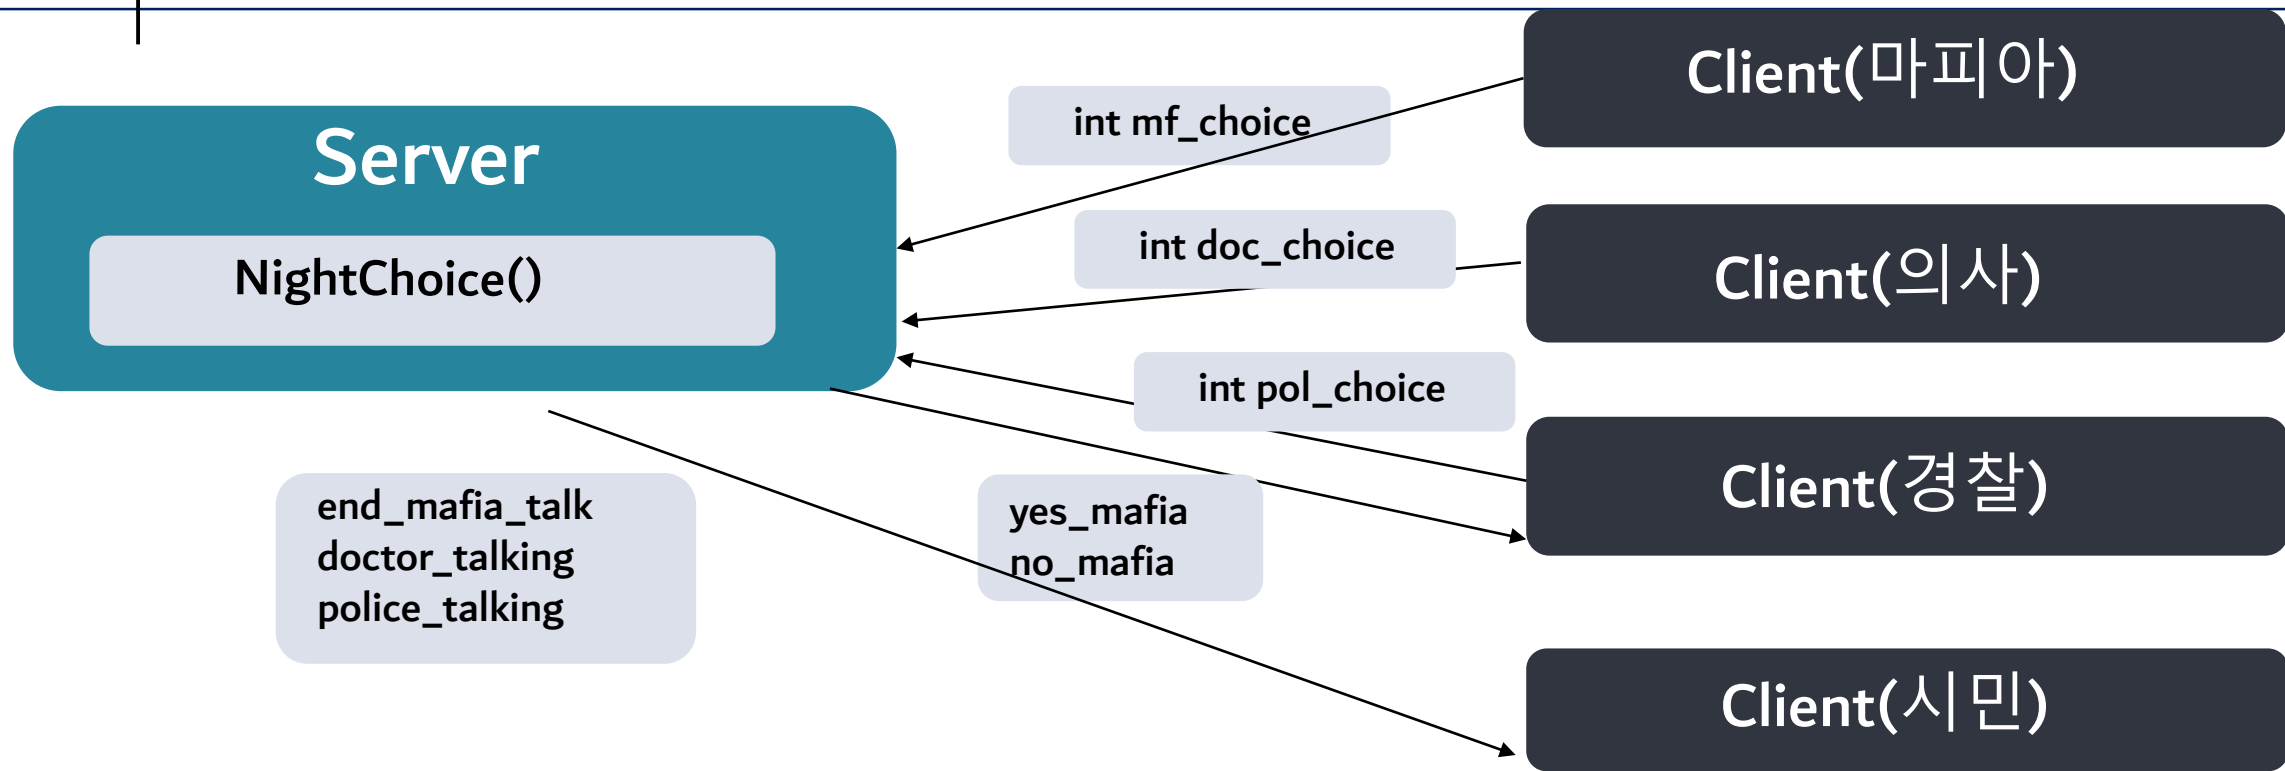 Server
NightChoice()
int mf_choice
int doc_choice
int pol_choice
end_mafia_talk
doctor_talking
police_talking
yes_mafia
no_mafia
Client(마피아)
Client(의사)
Client(경찰)
Client(시민)